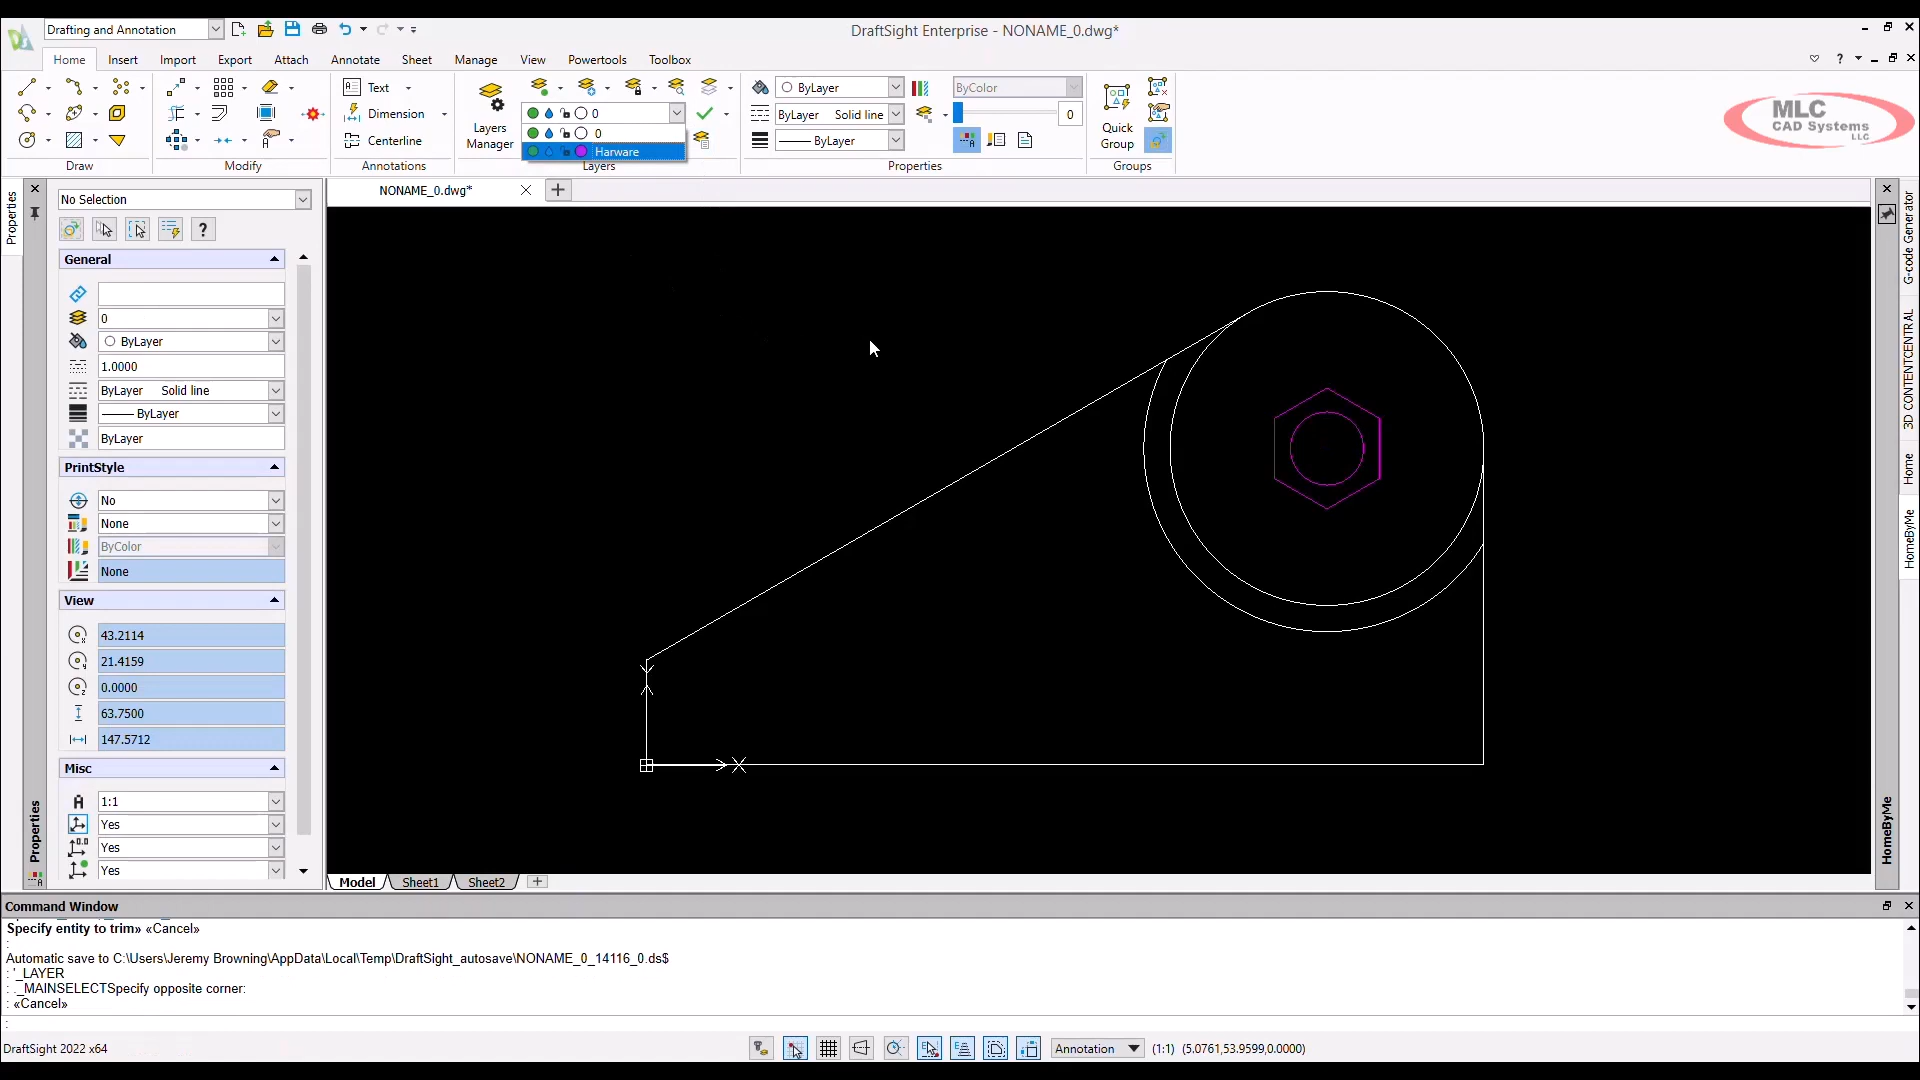 Drafting and Annotation
DraftSight Enterprise - NONAME_0.dwg*
Home Insert Import Export Attach Annotate Sheet Manage View Powertools Toolbox
Text
Dimension
Centerline
Layers
Manager
0
0
Harware
ByLayer
ByLayer Solid line
ByLayer
ByColor
0
Quick
Group
Draw Modify Annotations Layers Properties Groups
MLC
CAD Systems
LLC
NONAME_0.dwg*
Properties
No Selection
General
0
ByLayer
1.0000
ByLayer Solid line
ByLayer
ByLayer
PrintStyle
No
None
ByColor
None
View
43.2114
21.4159
0.0000
63.7500
147.5712
Misc
1:1
Yes
Yes
Yes
Properties
X
Y
G-code Generator
3D CONTENTCENTRAL
Home
HomeByMe
HomeByMe
Model Sheet1 Sheet2
Command Window
Specify entity to trim» «Cancel»
:
Automatic save to C:\Users\Jeremy Browning\AppData\Local\Temp\DraftSight_autosave\NONAME_0_14116_0.ds$
: '_LAYER
: ._MAINSELECTSpecify opposite corner:
: «Cancel»
:
DraftSight 2022 x64
Annotation (1:1) (5.0761,53.9599,0.0000)